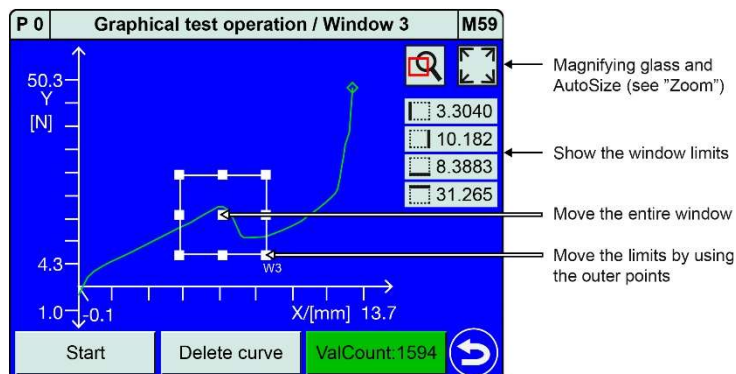 P 0 Graphical test operation / Window 3 M59
50.3
Y
[N]
4.3
1.0
-0.1
X/[mm] 13.7
W3
3.3040
10.182
8.3883
31.265
Start
Delete curve
ValCount:1594
Magnifying glass and
AutoSize (see "Zoom")
Show the window limits
Move the entire window
Move the limits by using
the outer points